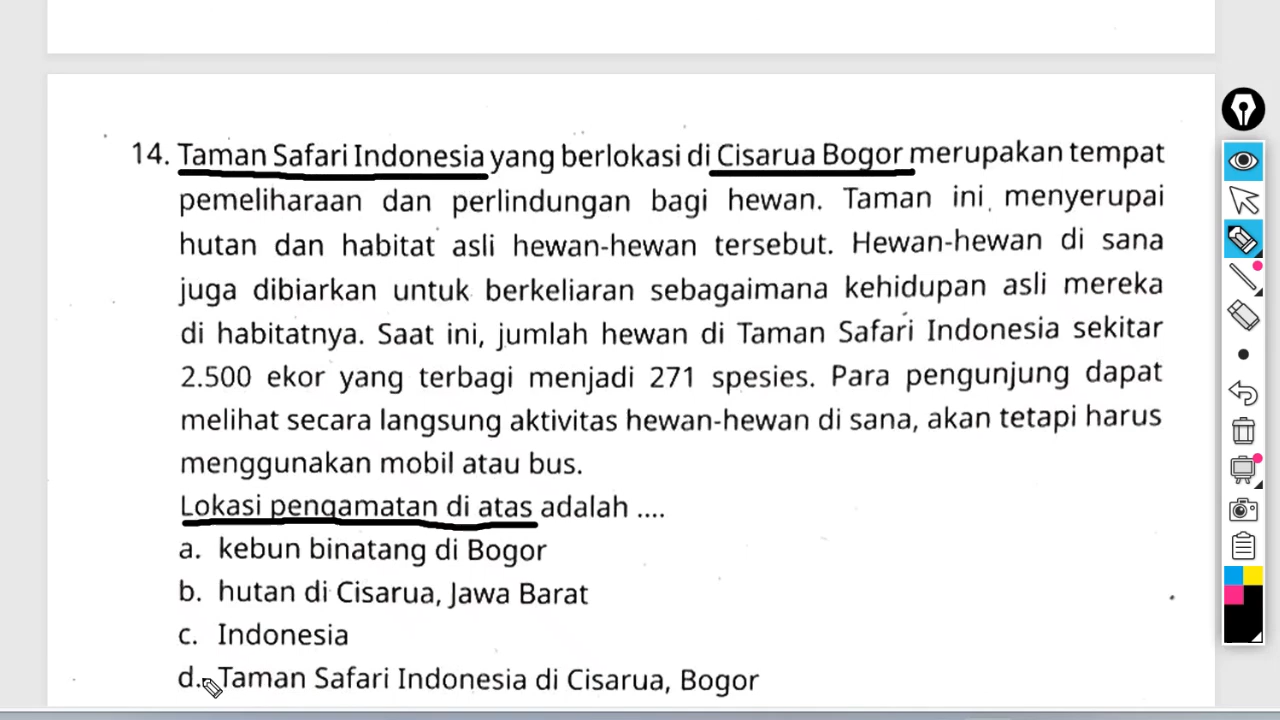 14. Taman Safari Indonesia yang berlokasi di Cisarua Bogor merupakan tempat
pemeliharaan dan perlindungan bagi hewan. Taman ini menyerupai
hutan dan habitat asli hewan-hewan tersebut. Hewan-hewan di sana
juga dibiarkan untuk berkeliaran sebagaimana kehidupan asli mereka
di habitatnya. Saat ini, jumlah hewan di Taman Safari Indonesia sekitar
2.500 ekor yang terbagi menjadi 271 spesies. Para pengunjung dapat
melihat secara langsung aktivitas hewan-hewan di sana, akan tetapi harus
menggunakan mobil atau bus.
Lokasi pengamatan di atas adalah ....
a. kebun binatang di Bogor
b. hutan di Cisarua, Jawa Barat
c. Indonesia
d. Taman Safari Indonesia di Cisarua, Bogor